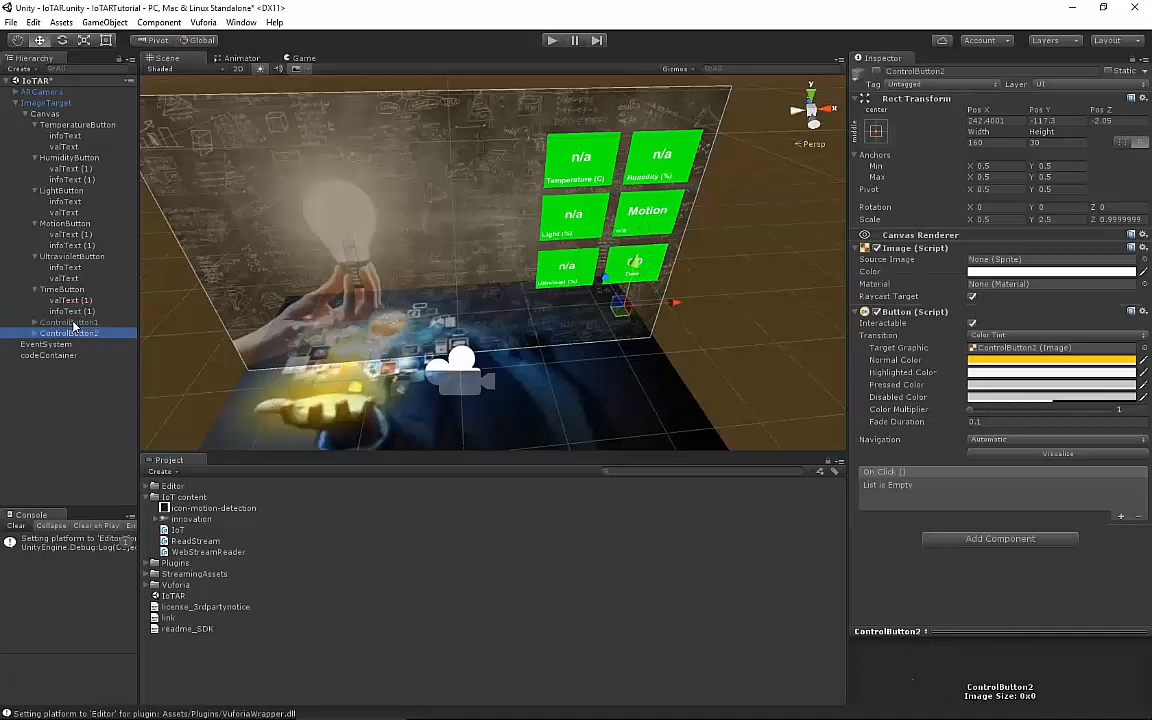 Unity - IoTAR.unity - IoTARTutorial - PC, Mac & Linux Standalone* <DX11>
File Edit Assets GameObject Component Vuforia Window Help
Pivot Global Account Layers Layout
Hierarchy
Create All
IoTAR*
ARCamera
ImageTarget
Canvas
TemperatureButton
infoText
valText
HumidityButton
valText (1)
infoText (1)
LightButton
infoText
valText
MotionButton
valText (1)
infoText (1)
UltravioletButton
infoText
valText
TimeButton
valText (1)
infoText (1)
ControlButton1
ControlButton2
EventSystem
codeContainer
Console
Clear Collapse Clear on Play
Setting platform to 'Editor' for
UnityEngine.Debug:Log(Object
Scene Animator Game
Shaded 2D Gizmos All
y
x
Persp
n/a
Temperature (C)
n/a
Humidity (%)
n/a
Light (%)
Motion
n/a
n/a
Ultraviolet (%)
Time
Project
Create
Editor
IoT content
icon-motion-detection
innovation
IoT
ReadStream
WebStreamReader
Plugins
StreamingAssets
Vuforia
IoTAR
license_3rdpartynotice
link
readme_SDK
Inspector
ControlButton2 Static
Tag Untagged Layer UI
Rect Transform
center
middle
Pos X Pos Y Pos Z
242.4001 -117.3 -2.05
Width Height
160 30
R
Anchors
Min X 0.5 Y 0.5
Max X 0.5 Y 0.5
Pivot X 0.5 Y 0.5
Rotation X 0 Y 0 Z 0
Scale X 0.5 Y 2.5 Z 0.9999999
Canvas Renderer
Image (Script)
Source Image None (Sprite)
Color
Material None (Material)
Raycast Target
Button (Script)
Interactable
Transition Color Tint
Target Graphic ControlButton2 (Image)
Normal Color
Highlighted Color
Pressed Color
Disabled Color
Color Multiplier 1
Fade Duration 0.1
Navigation Automatic
Visualize
On Click ()
List is Empty
Add Component
ControlButton2
ControlButton2
Image Size: 0x0
Setting platform to 'Editor' for plugin: Assets/Plugins/VuforiaWrapper.dll